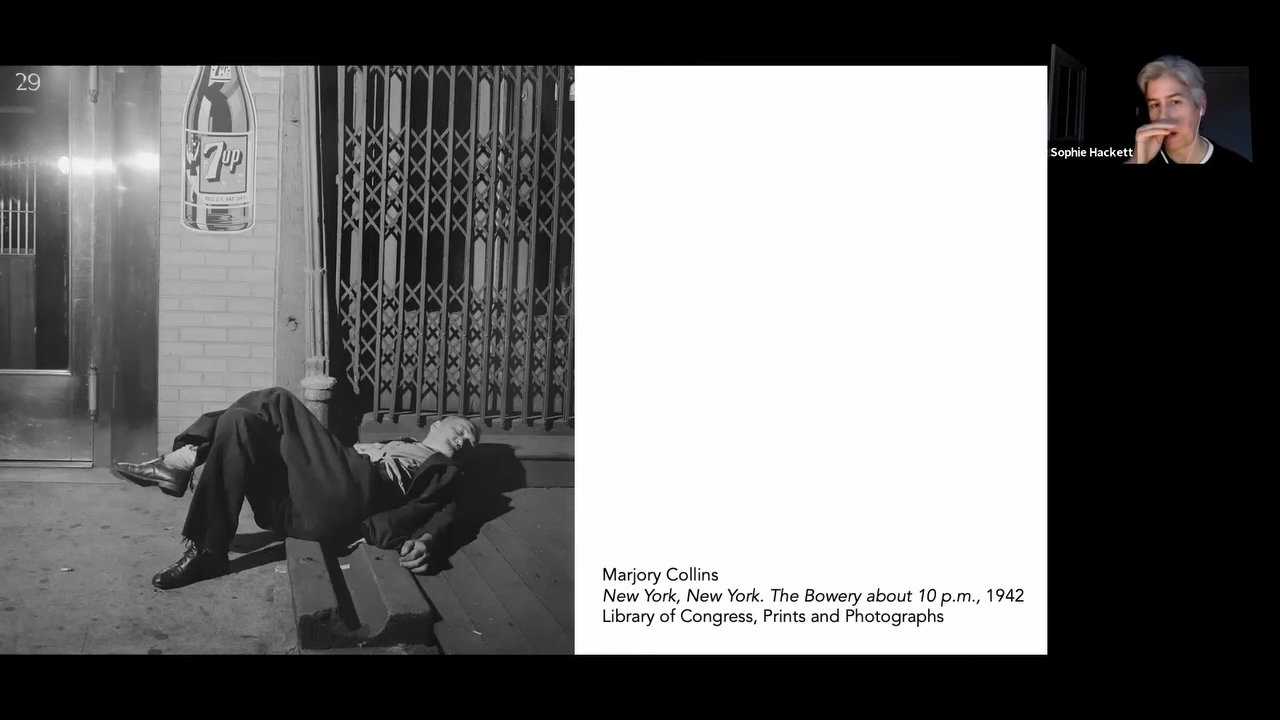 29
7up
Sophie Hackett
Marjory Collins
New York, New York. The Bowery about 10 p.m., 1942
Library of Congress, Prints and Photographs